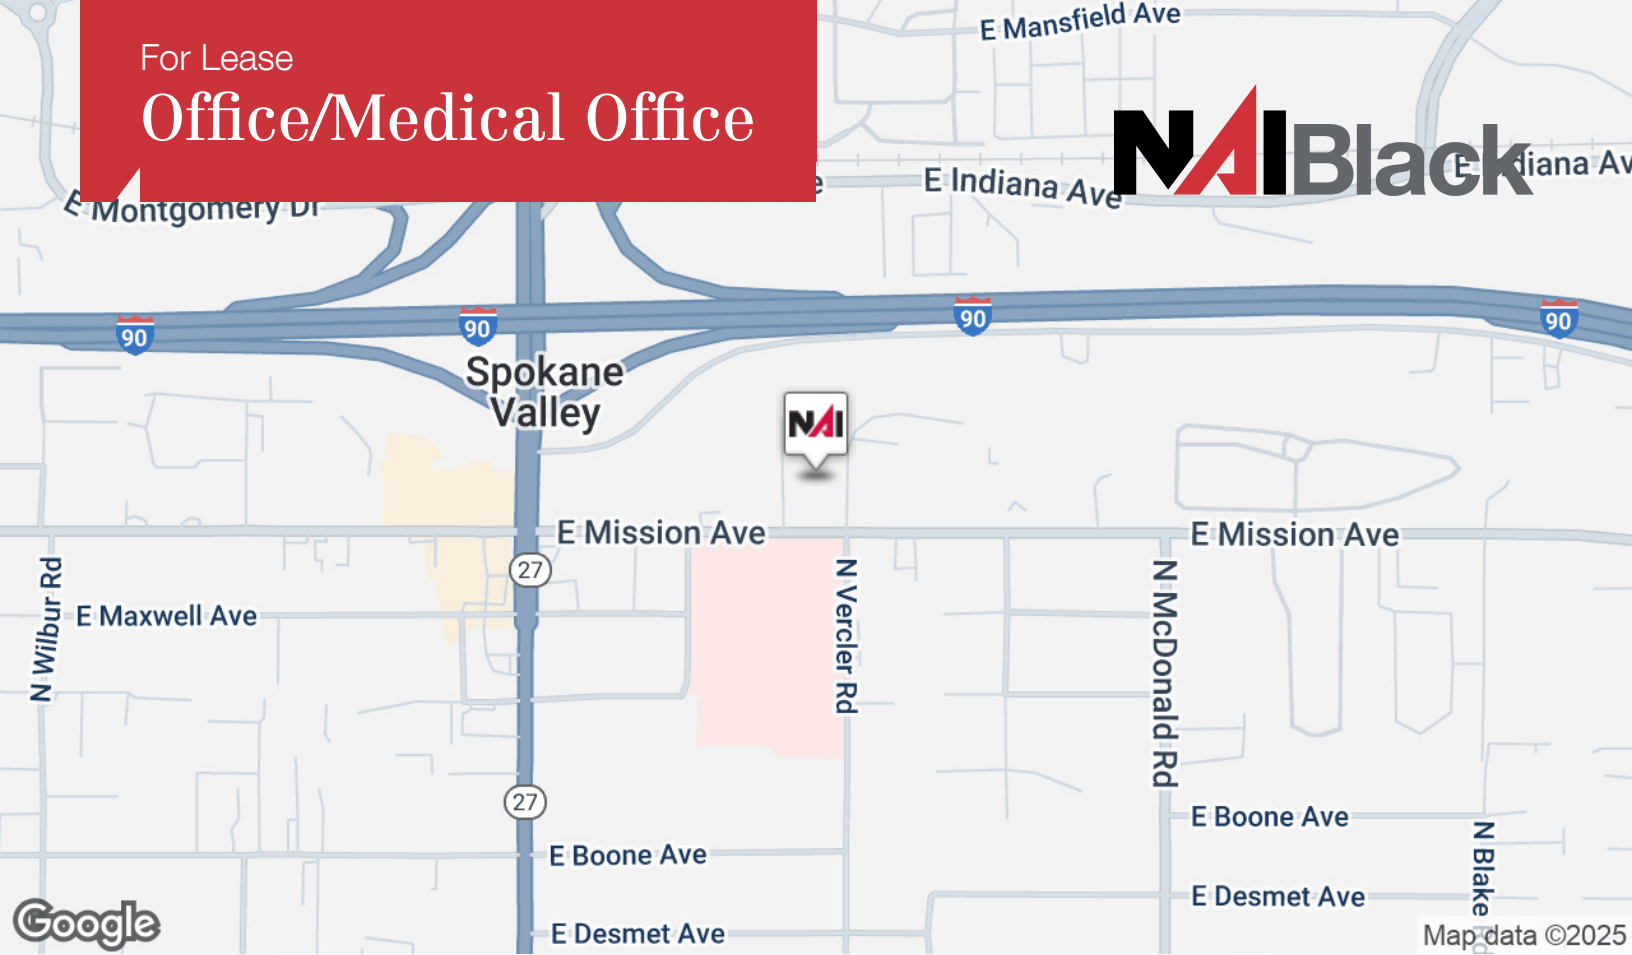 For Lease
Office/Medical Office
NAIBlack
E Mansfield Ave
E Indiana Ave
E Montgomery Dr
90
90
90
90
Spokane
Valley
NAI
E Mission Ave
E Mission Ave
27
N Wilbur Rd
E Maxwell Ave
N Vercler Rd
N McDonald Rd
27
E Boone Ave
E Boone Ave
N Blake Rd
E Desmet Ave
E Desmet Ave
Google
Map data ©2025